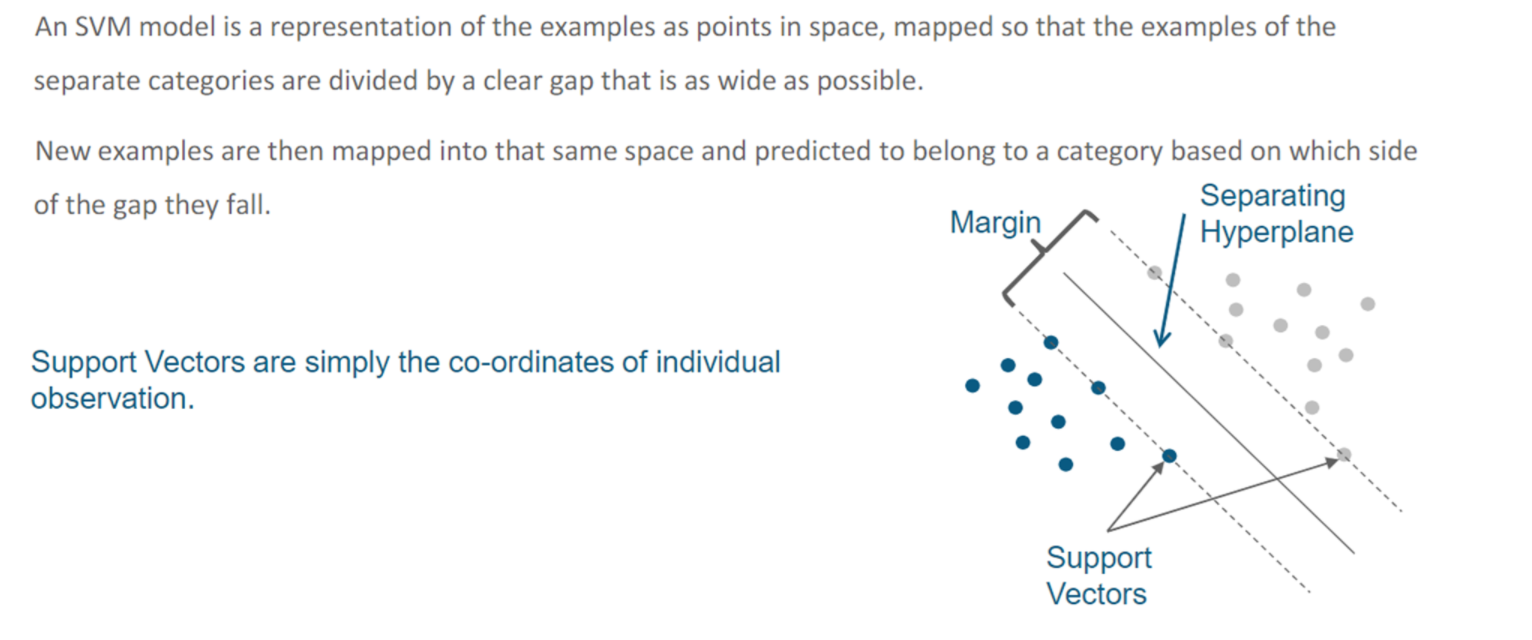 An SVM model is a representation of the examples as points in space, mapped so that the examples of the
separate categories are divided by a clear gap that is as wide as possible.
New examples are then mapped into that same space and predicted to belong to a category based on which side
of the gap they fall.
Separating
Hyperplane
Margin
Support Vectors are simply the co-ordinates of individual
observation.
Support
Vectors